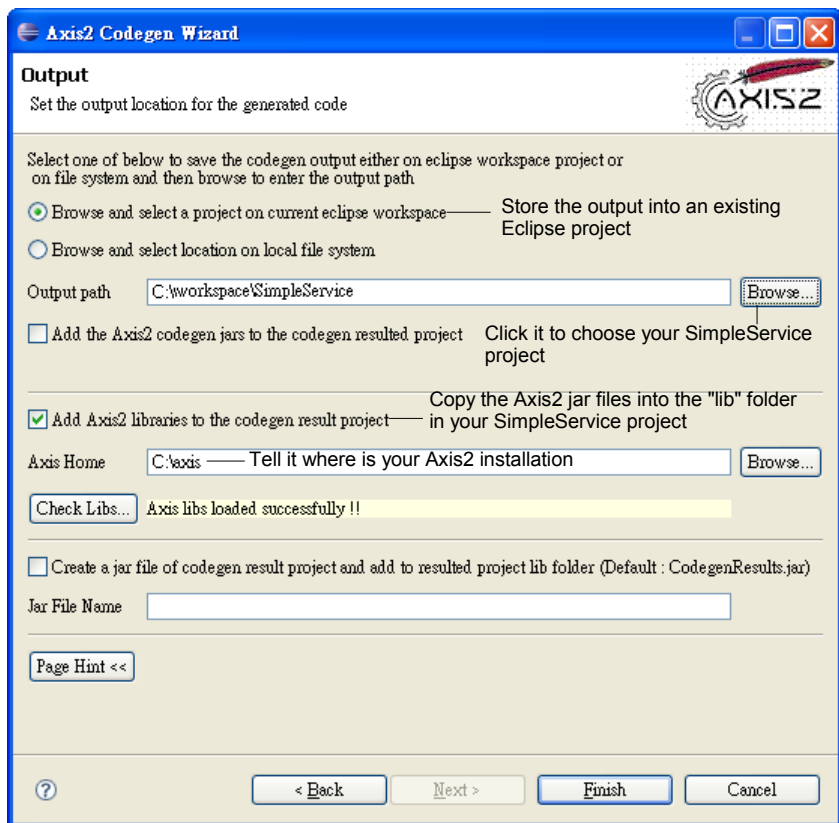 Axis2 Codegen Wizard
Output
Set the output location for the generated code
AXIS2
Select one of below to save the codegen output either on eclipse workspace project or
on file system and then browse to enter the output path
Browse and select a project on current eclipse workspace
Store the output into an existing
Eclipse project
Browse and select location on local file system
Output path C:\workspace\SimpleService Browse...
Add the Axis2 codegen jars to the codegen resulted project
Click it to choose your SimpleService
project
Copy the Axis2 jar files into the "lib" folder
in your SimpleService project
Add Axis2 libraries to the codegen result project
Axis Home C:\axis Tell it where is your Axis2 installation Browse...
Check Libs... Axis libs loaded successfully !!
Create a jar file of codegen result project and add to resulted project lib folder (Default : CodegenResults.jar)
Jar File Name
Page Hint <<
? < Back Next > Finish Cancel